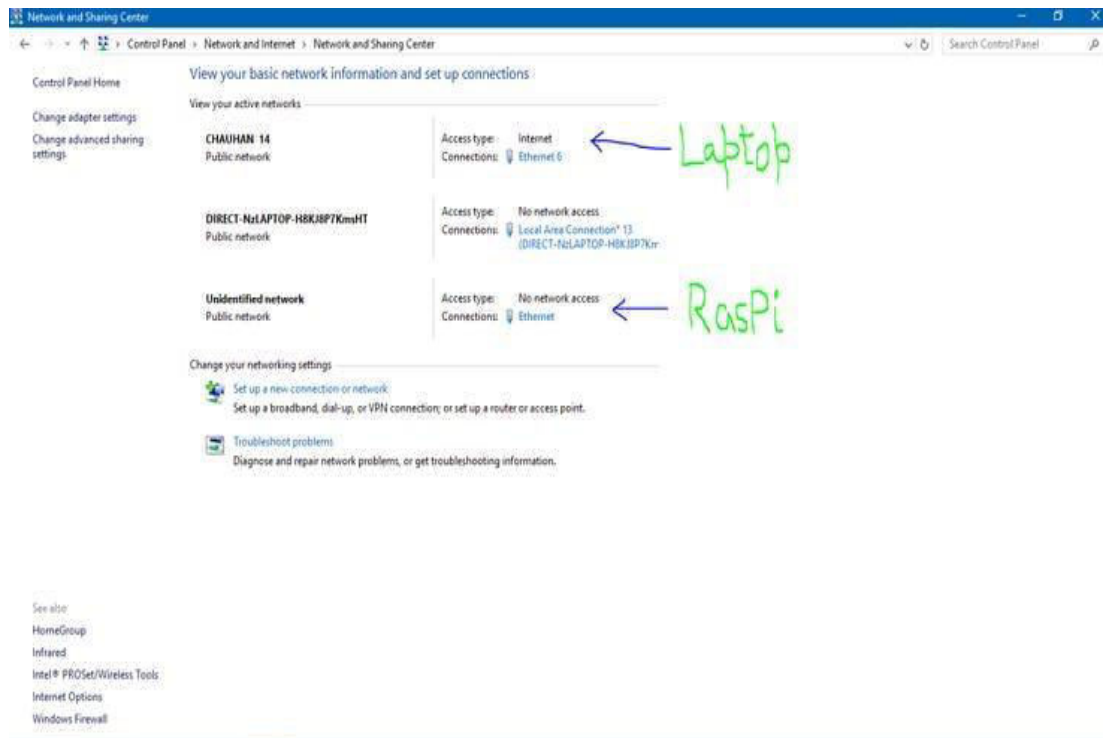 Network and Sharing Center
Control Panel > Network and Internet > Network and Sharing Center
Search Control Panel
Control Panel Home
Change adapter settings
Change advanced sharing
settings
View your basic network information and set up connections
View your active networks
CHAUHAN 14
Public network
Access type: Internet
Connections: Ethernet 6
Laptop
DIRECT-NzLAPTOP-H8KJ8P7KmsHT
Public network
Access type: No network access
Connections: Local Area Connection* 13
(DIRECT-NzLAPTOP-H8KJ8P7Kr
Unidentified network
Public network
Access type: No network access
Connections: Ethernet
RasPi
Change your networking settings
Set up a new connection or network
Set up a broadband, dial-up, or VPN connection; or set up a router or access point.
Troubleshoot problems
Diagnose and repair network problems, or get troubleshooting information.
See also
HomeGroup
Infrared
Intel® PROSet/Wireless Tools
Internet Options
Windows Firewall